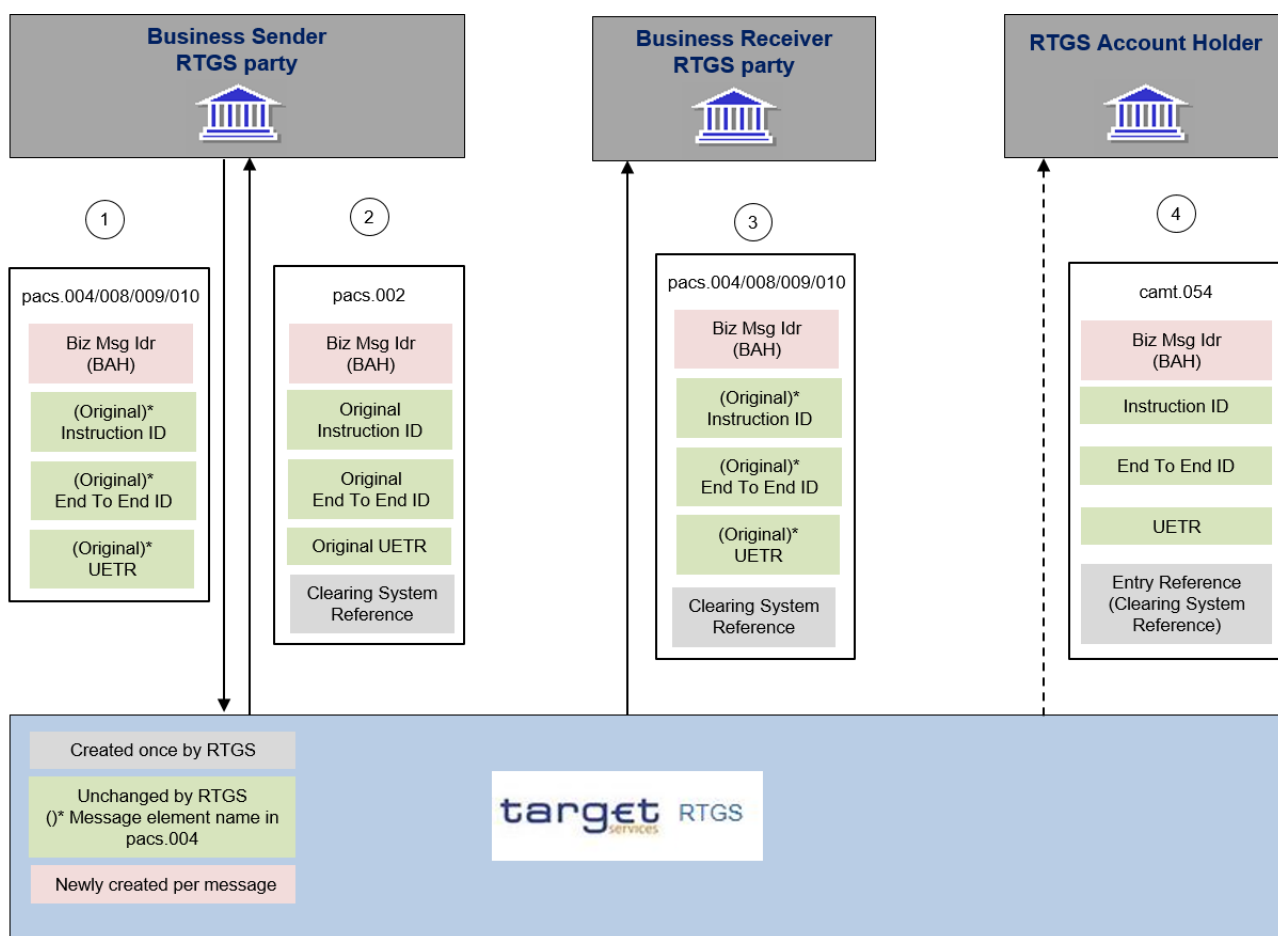 Business Sender
RTGS party
Business Receiver
RTGS party
RTGS Account Holder
1
2
3
4
pacs.004/008/009/010
Biz Msg Idr
(BAH)
(Original)*
Instruction ID
(Original)*
End To End ID
(Original)*
UETR
pacs.002
Biz Msg Idr
(BAH)
Original
Instruction ID
Original
End To End ID
Original UETR
Clearing System
Reference
pacs.004/008/009/010
Biz Msg Idr
(BAH)
(Original)*
Instruction ID
(Original)*
End To End ID
(Original)*
UETR
Clearing System
Reference
camt.054
Biz Msg Idr
(BAH)
Instruction ID
End To End ID
UETR
Entry Reference
(Clearing System
Reference)
Created once by RTGS
Unchanged by RTGS
()* Message element name in
pacs.004
Newly created per message
target RTGS
services